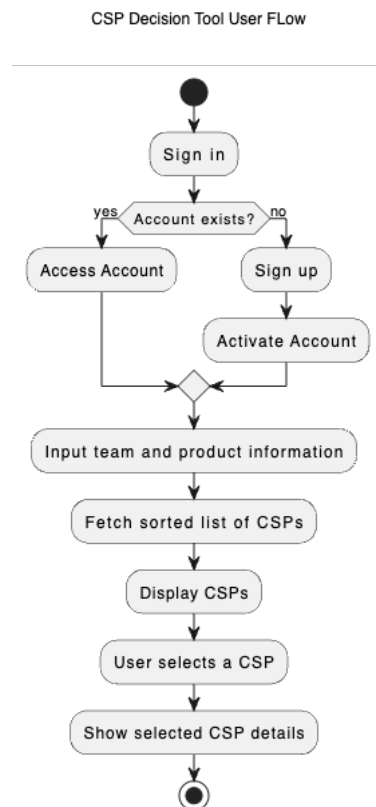 CSP Decision Tool User FLow
Sign in
yes
Account exists?
no
Access Account
Sign up
Activate Account
Input team and product information
Fetch sorted list of CSPs
Display CSPs
User selects a CSP
Show selected CSP details